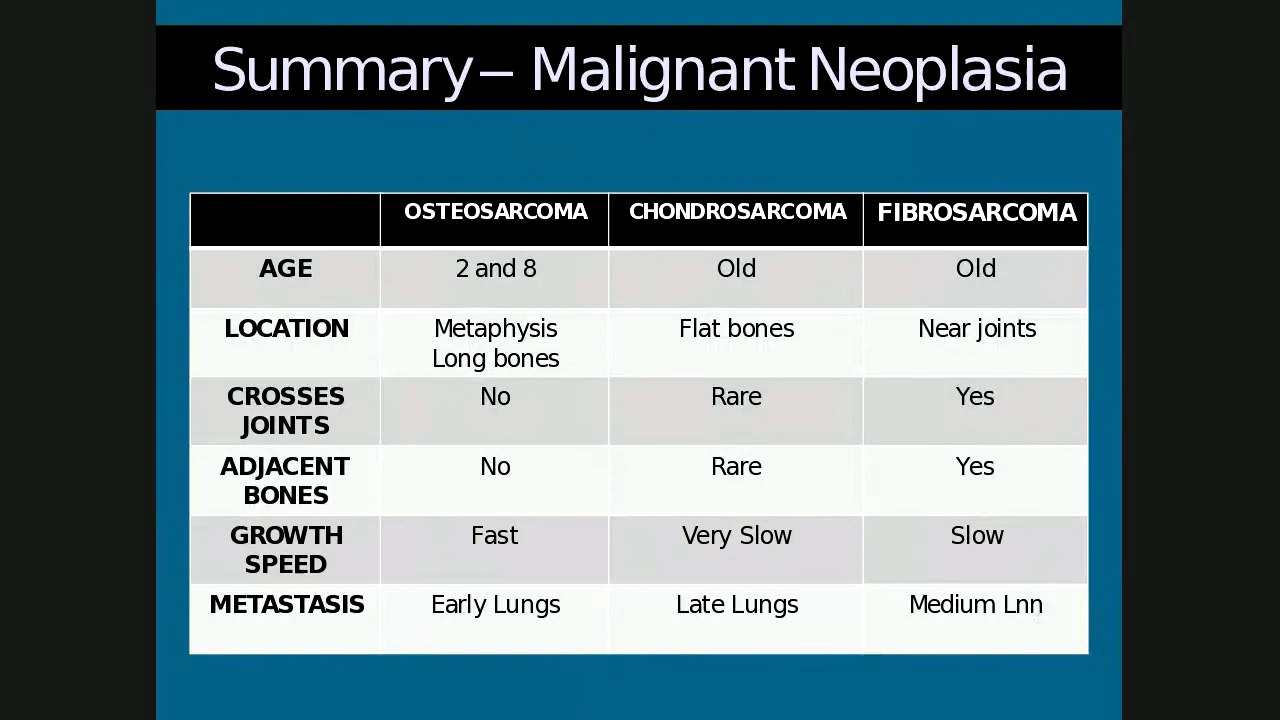 Summary – Malignant Neoplasia
OSTEOSARCOMA CHONDROSARCOMA FIBROSARCOMA
AGE 2 and 8 Old Old
LOCATION Metaphysis Flat bones Near joints
Long bones
CROSSES No Rare Yes
JOINTS
ADJACENT No Rare Yes
BONES
GROWTH Fast Very Slow Slow
SPEED
METASTASIS Early Lungs Late Lungs Medium Lnn